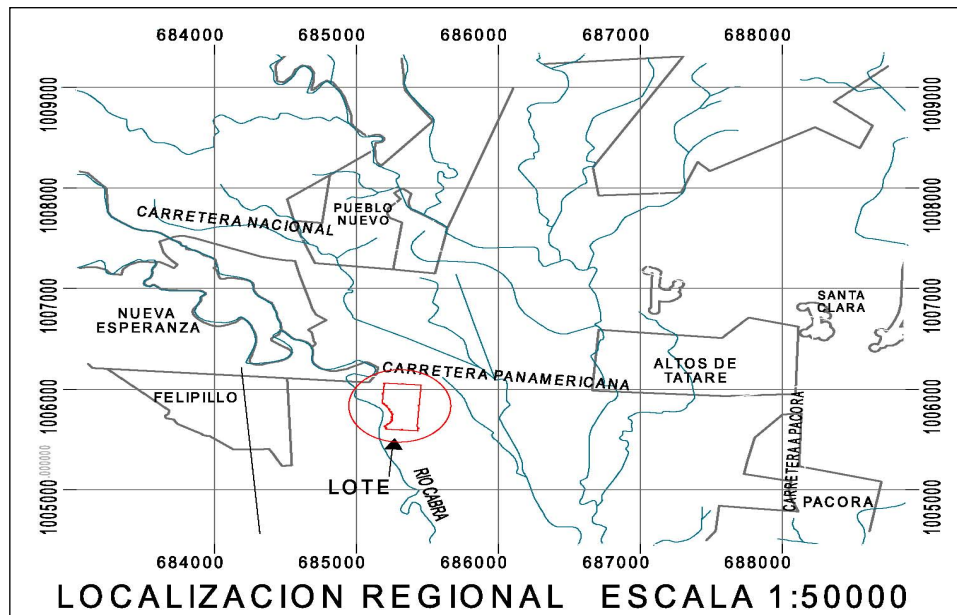 684000 685000 686000 687000 688000
1009000
1009000
1008000
1008000
CARRETERA NACIONAL
PUEBLO
NUEVO
1007000
1007000
NUEVA
ESPERANZA
SANTA
CLARA
CARRETERA PANAMERICANA
ALTOS DE
TATARE
1006000
1006000
FELIPILLO
CARRETERA A PACORA
LOTE
RIO CABRA
1005000.000000
1005000
PACORA
684000 685000 686000 687000 688000
LOCALIZACION REGIONAL ESCALA 1:50000